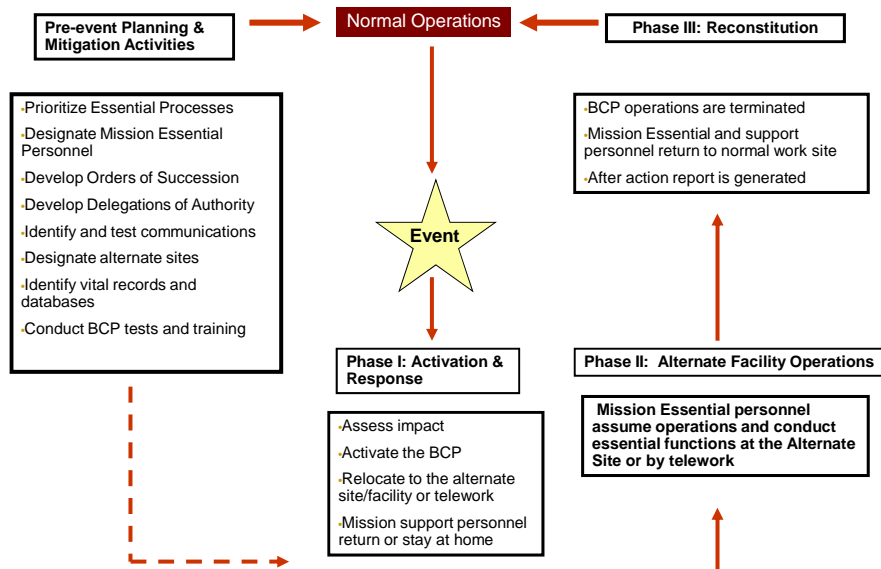 Pre-event Planning &
Mitigation Activities
Normal Operations
Phase III: Reconstitution
•Prioritize Essential Processes
•Designate Mission Essential
Personnel
•Develop Orders of Succession
•Develop Delegations of Authority
•Identify and test communications
•Designate alternate sites
•Identify vital records and
databases
•Conduct BCP tests and training
•BCP operations are terminated
•Mission Essential and support
personnel return to normal work site
•After action report is generated
Event
Phase I: Activation &
Response
•Assess impact
•Activate the BCP
•Relocate to the alternate
site/facility or telework
•Mission support personnel
return or stay at home
Phase II: Alternate Facility Operations
Mission Essential personnel
assume operations and conduct
essential functions at the Alternate
Site or by telework